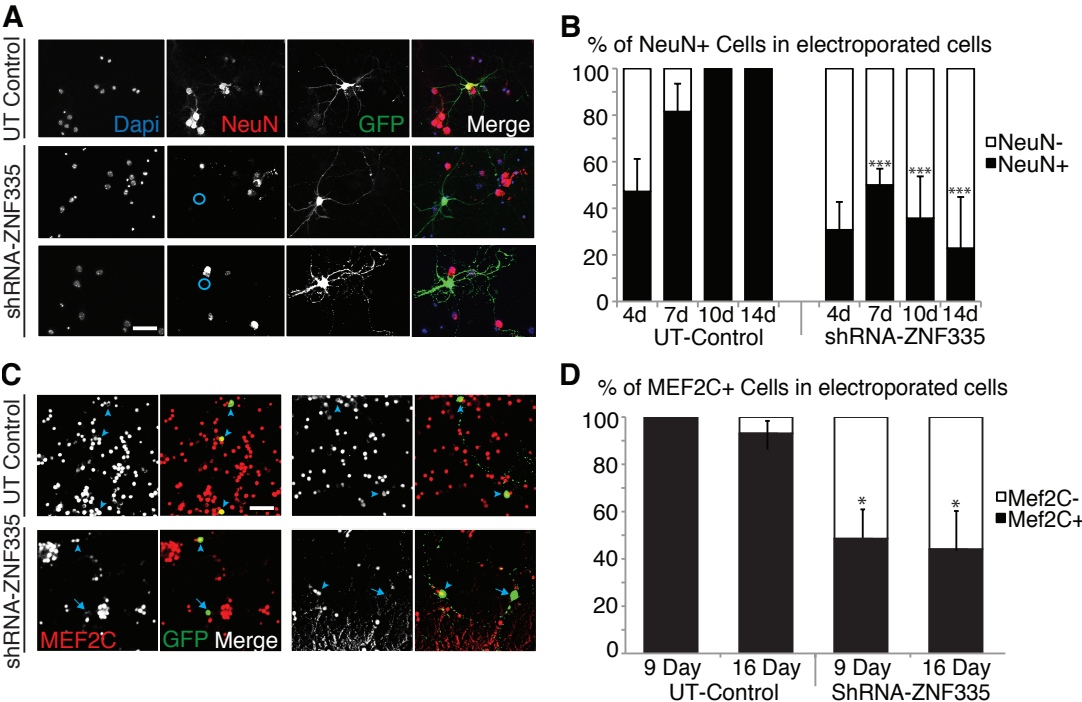 A
UT Control
Dapi
NeuN
GFP
Merge
shRNA-ZNF335
B
% of NeuN+ Cells in electroporated cells
100
80
60
40
20
0
***
***
***
NeuN-
NeuN+
4d 7d 10d 14d 4d 7d 10d 14d
UT-Control shRNA-ZNF335
C
UT Control
shRNA-ZNF335
MEF2C
GFP Merge
D
% of MEF2C+ Cells in electroporated cells
100
80
60
40
20
0
*
*
Mef2C-
Mef2C+
9 Day 16 Day 9 Day 16 Day
UT-Control ShRNA-ZNF335